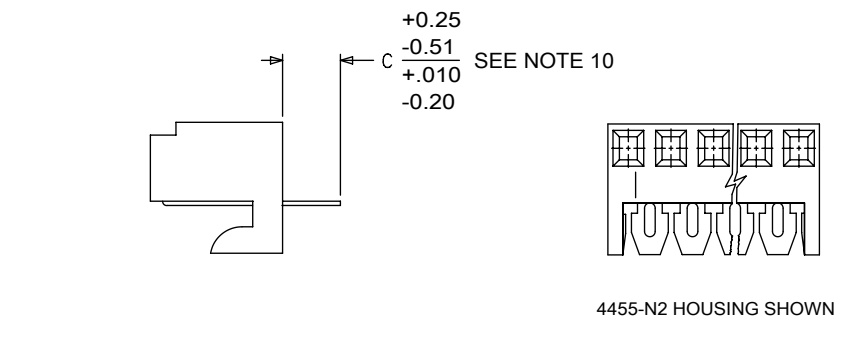 +0.25
-0.51
C
+.010
-0.20
SEE NOTE 10
4455-N2 HOUSING SHOWN